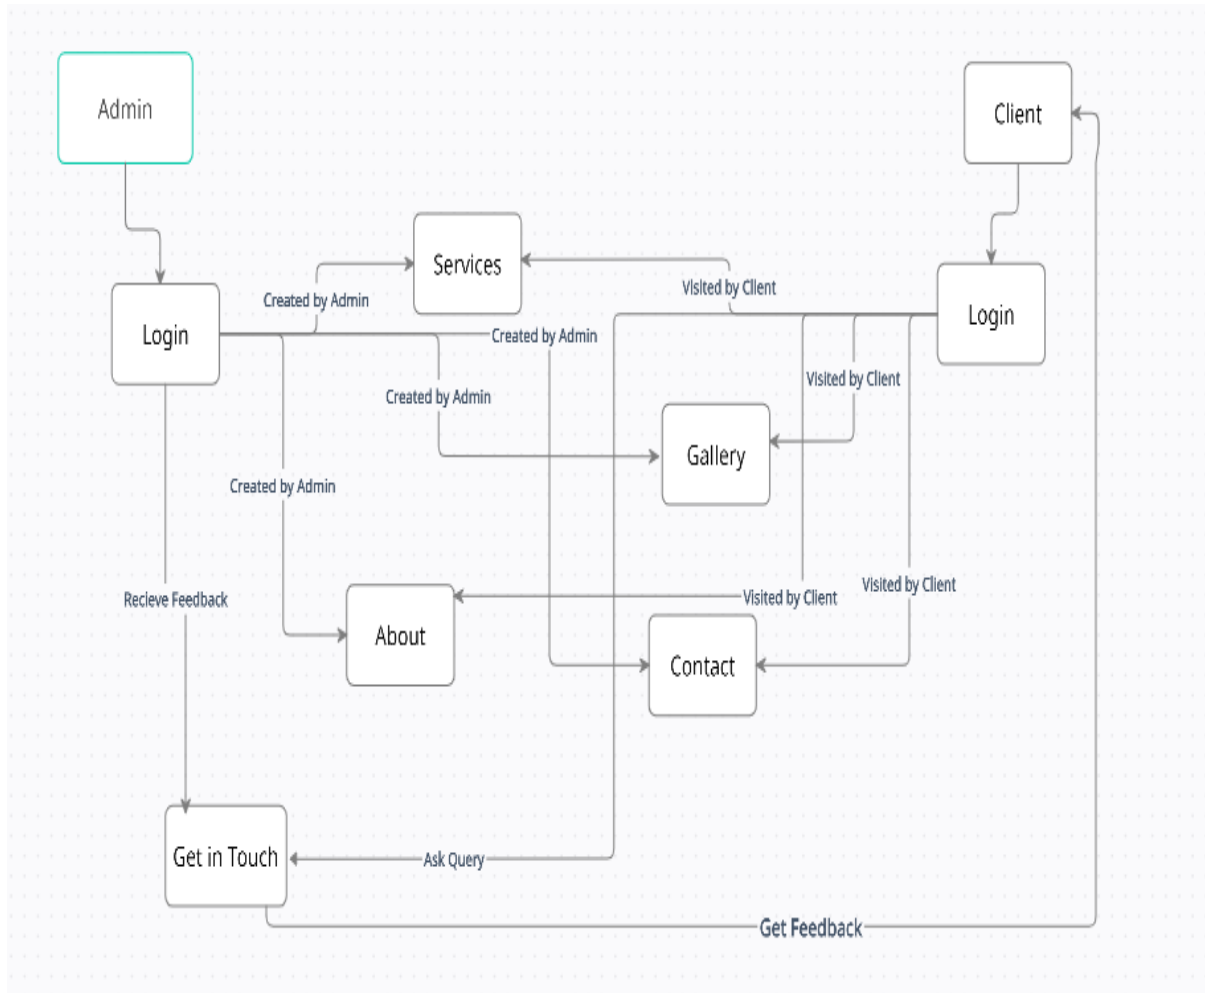 Admin
Client
Services
Login
Login
Visited by Client
Created by Admin
Created by Admin
Visited by Client
Created by Admin
Gallery
Created by Admin
Visited by Client
Visited by Client
Recieve Feedback
About
Contact
Get in Touch
Ask Query
Get Feedback